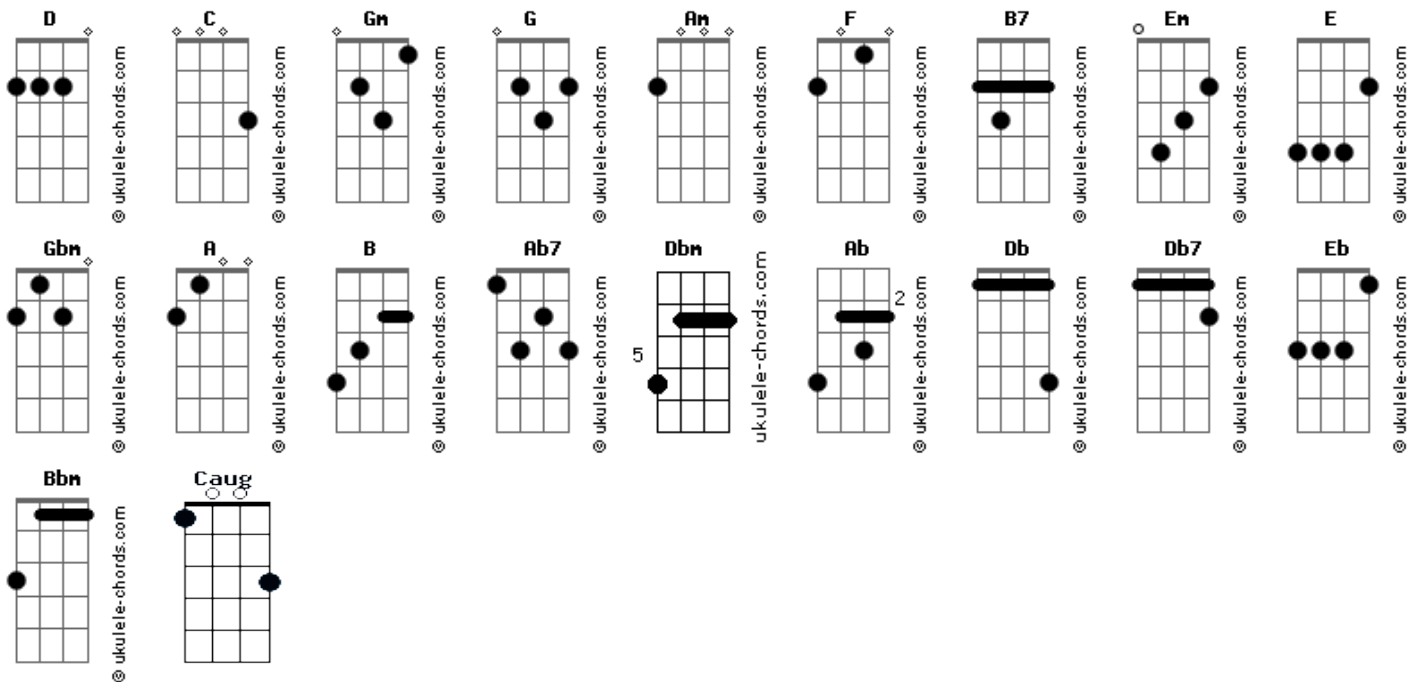 D C Gm G Am F B7 Em E
© ukulele-chords.com © ukulele-chords.com © ukulele-chords.com © ukulele-chords.com © ukulele-chords.com © ukulele-chords.com © ukulele-chords.com © ukulele-chords.com © ukulele-chords.com
Gbm A B Ab7 Dbm Ab Db Db7 Eb
2
5
© ukulele-chords.com © ukulele-chords.com © ukulele-chords.com © ukulele-chords.com ukulele-chords.com © ukulele-chords.com © ukulele-chords.com © ukulele-chords.com © ukulele-chords.com
Bbm Caug
© ukulele-chords.com